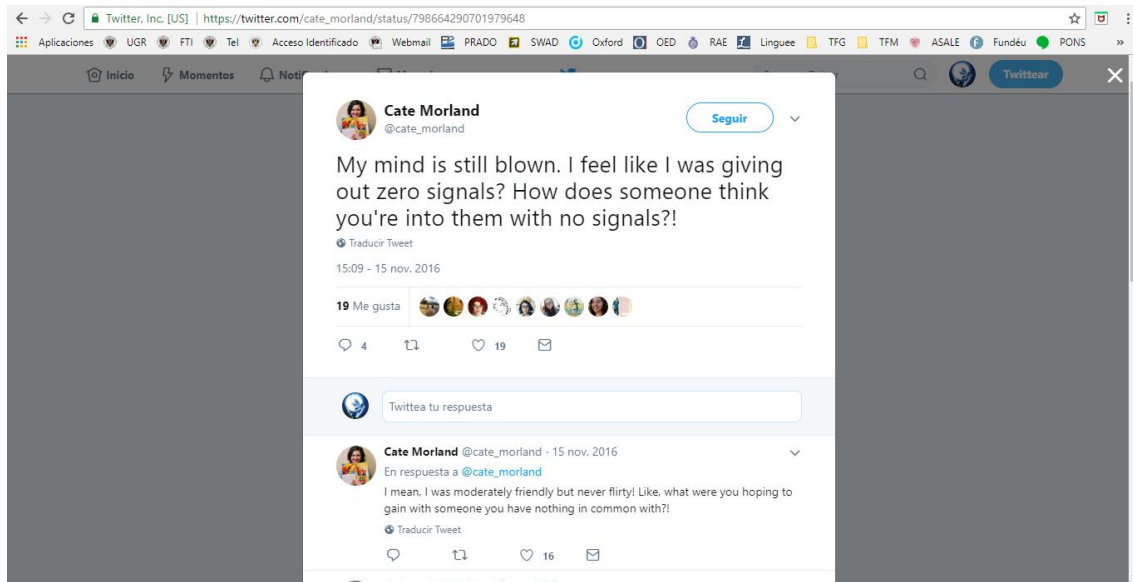 Twitter, Inc. [US] | https://twitter.com/cate_morland/status/798664290701979648
Aplicaciones UGR FTI Tel Acceso Identificado Webmail PRADO SWAD Oxford OED RAE Linguee TFG TFM ASALE Fundéu PONS »
Inicio Momentos Twittear
Cate Morland
@cate_morland
Seguir
My mind is still blown. I feel like I was giving
out zero signals? How does someone think
you're into them with no signals?!
Traducir Tweet
15:09 - 15 nov. 2016
19 Me gusta
4 19
Twittea tu respuesta
Cate Morland @cate_morland · 15 nov. 2016
En respuesta a @cate_morland
I mean, I was moderately friendly but never flirty! Like, what were you hoping to
gain with someone you have nothing in common with?!
Traducir Tweet
16